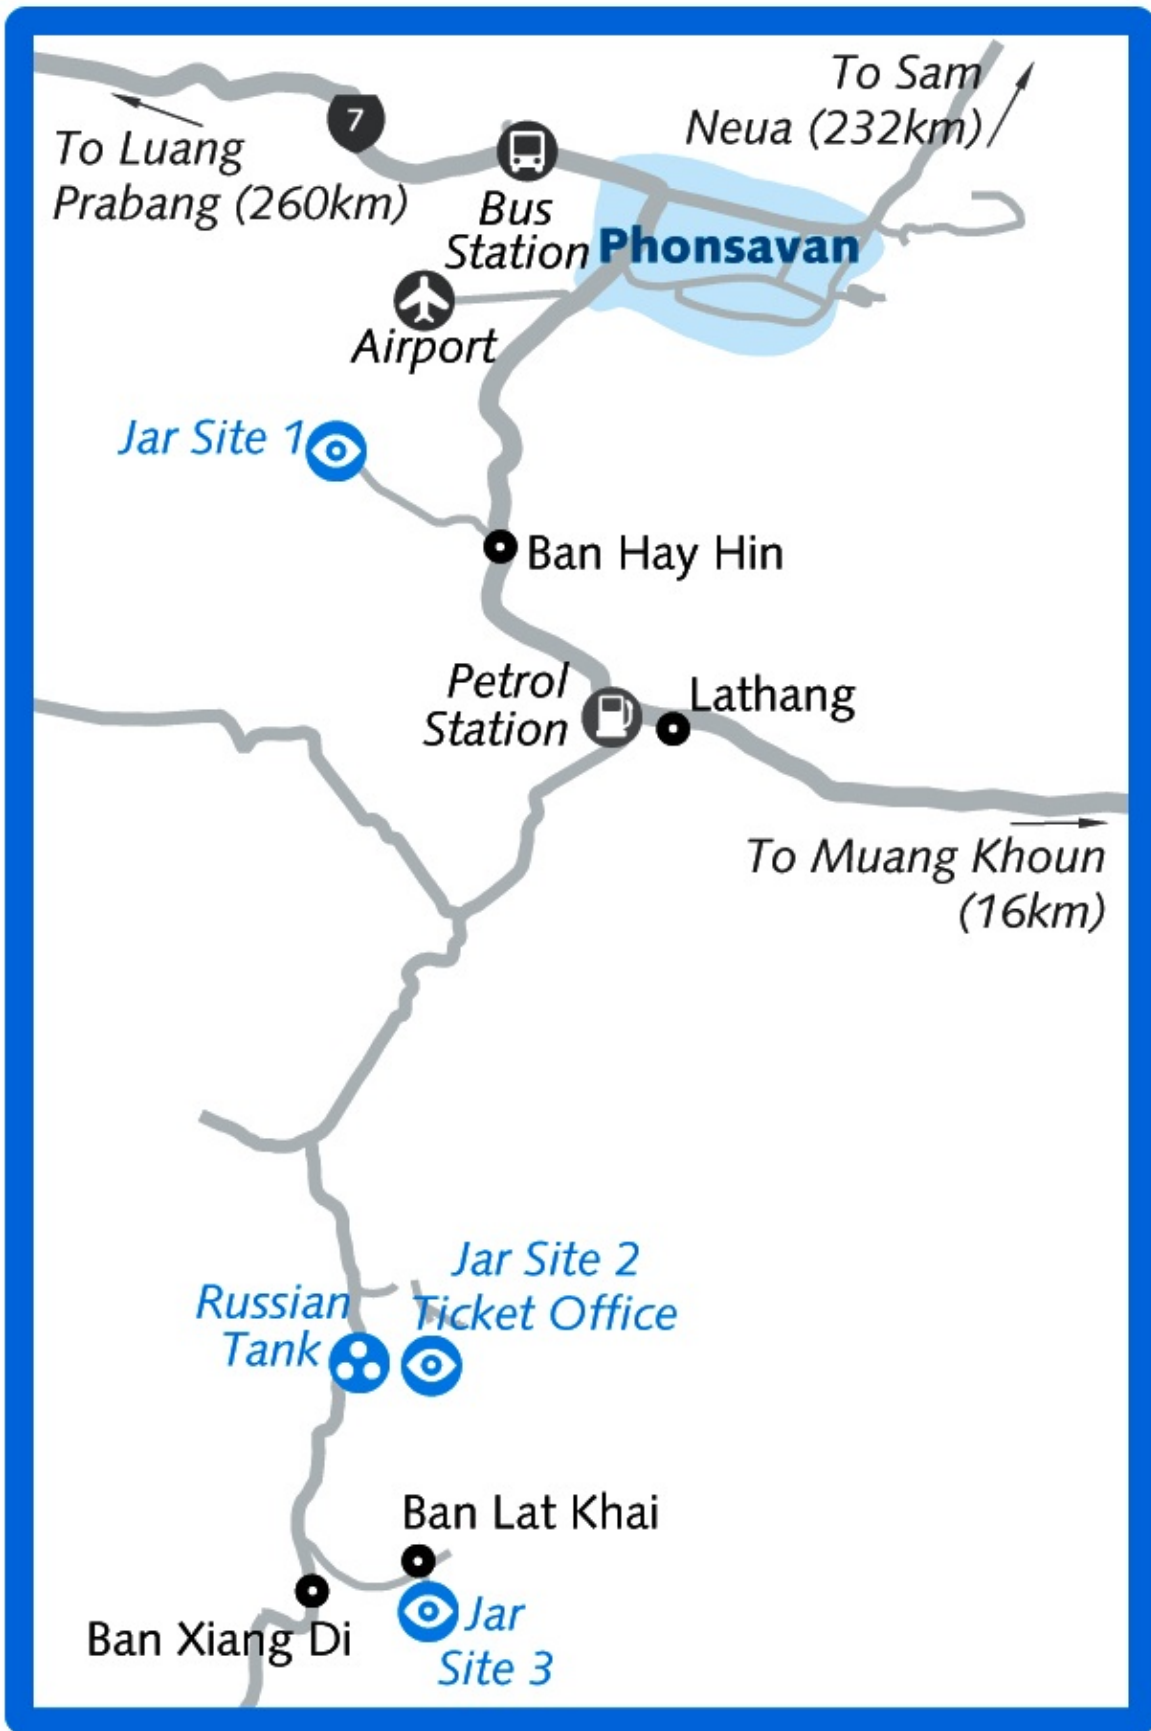 To Sam
Neua (232km)
7
To Luang
Prabang (260km)
Bus
Station
Phonsavan
Airport
Jar Site 1
Ban Hay Hin
Petrol
Station
Lathang
To Muang Khoun
(16km)
Jar Site 2
Ticket Office
Russian
Tank
Ban Lat Khai
Ban Xiang Di
Jar
Site 3